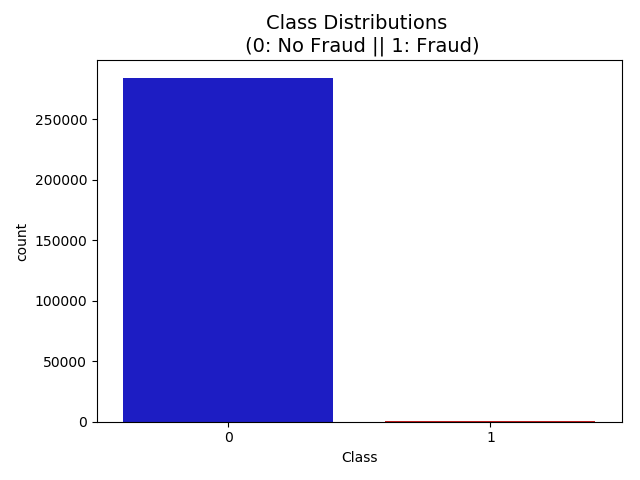 Class Distributions
(0: No Fraud || 1: Fraud)
250000
200000
150000
100000
50000
0
count
0 1
Class